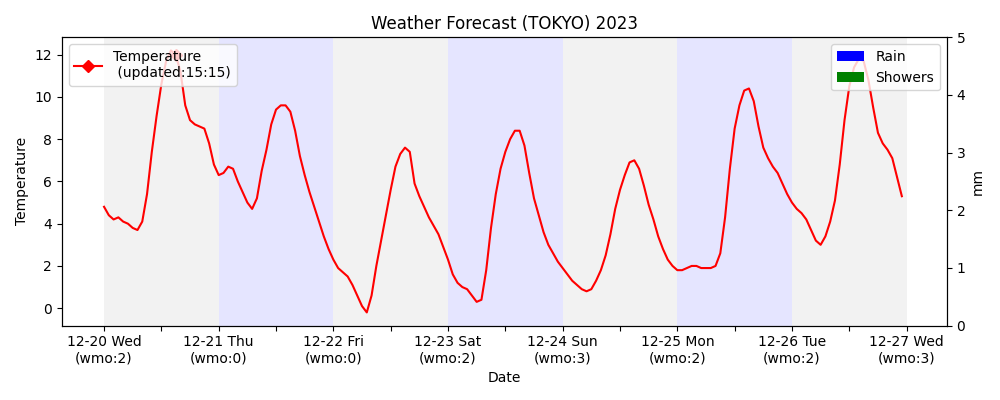 Weather Forecast (TOKYO) 2023
Temperature
(updated:15:15)
Rain
Showers
12
10
8
6
4
2
0
Temperature
5
4
3
2
1
0
mm
12-20 Wed
(wmo:2)
12-21 Thu
(wmo:0)
12-22 Fri
(wmo:0)
12-23 Sat
(wmo:2)
12-24 Sun
(wmo:3)
12-25 Mon
(wmo:2)
12-26 Tue
(wmo:2)
12-27 Wed
(wmo:3)
Date